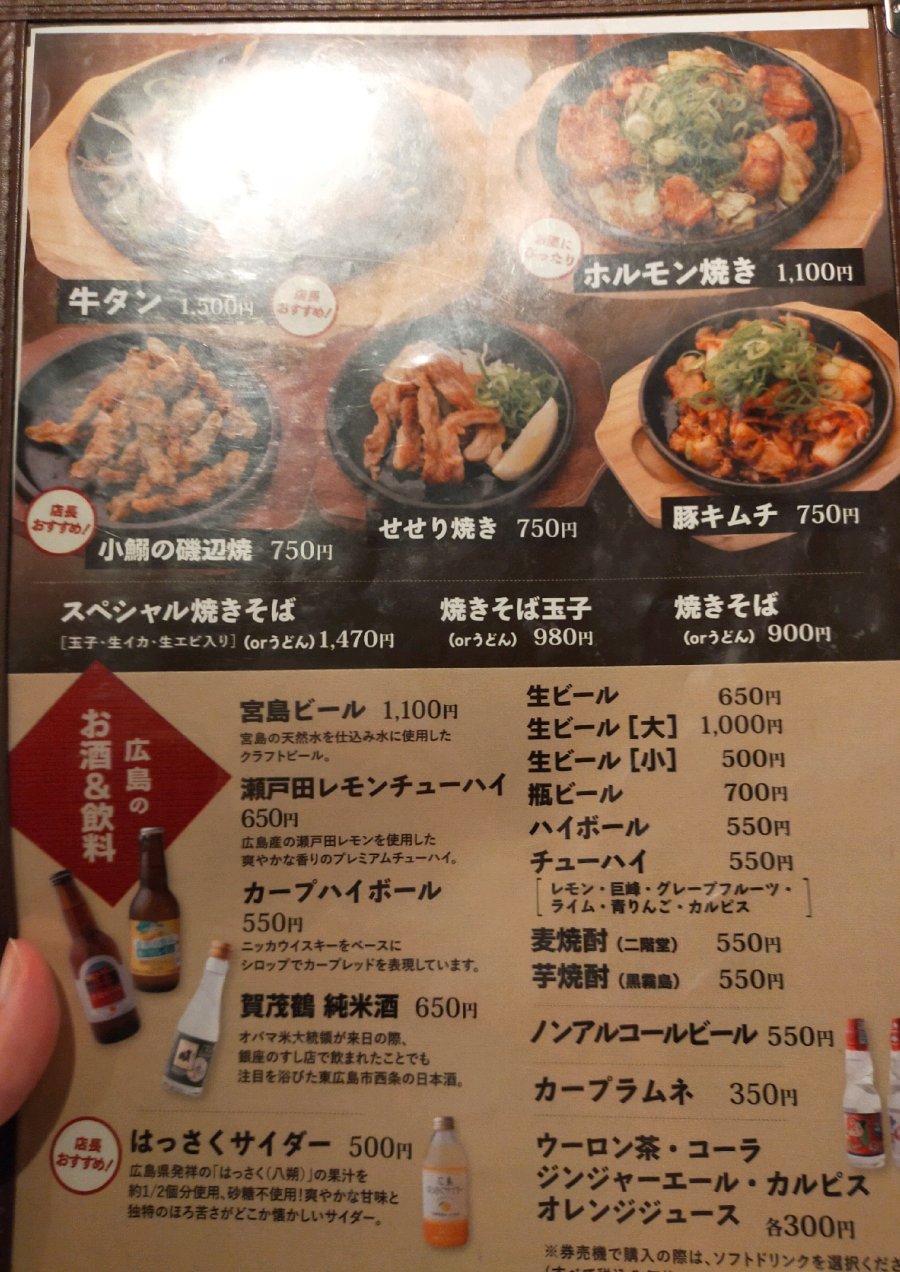 牛タン 1,500円
店長
おすすめ!
お酒に
ぴったり
ホルモン焼き 1,100円
店長
おすすめ!
小鰯の磯辺焼 750円
せせり焼き 750円
豚キムチ 750円
スペシャル焼きそば
[玉子・生イカ・生エビ入り] (orうどん) 1,470円
焼きそば玉子
(orうどん) 980円
焼きそば
(orうどん) 900円
広島の
お酒&飲料
宮島ビール 1,100円
宮島の天然水を仕込み水に使用した
クラフトビール。
瀬戸田レモンチューハイ
650円
広島産の瀬戸田レモンを使用した
爽やかな香りのプレミアムチューハイ。
カープハイボール
550円
ニッカウイスキーをベースに
シロップでカープレッドを表現しています。
賀茂鶴 純米酒 650円
オバマ米大統領が来日の際、
銀座のすし店で飲まれたことでも
注目を浴びた東広島市西条の日本酒。
店長
おすすめ!
はっさくサイダー 500円
広島県発祥の「はっさく(八朔)」の果汁を
約1/2個分使用、砂糖不使用!爽やかな甘味と
独特のほろ苦さがどこか懐かしいサイダー。
生ビール 650円
生ビール[大] 1,000円
生ビール[小] 500円
瓶ビール 700円
ハイボール 550円
チューハイ 550円
[レモン・巨峰・グレープフルーツ・
ライム・青りんご・カルピス]
麦焼酎(二階堂) 550円
芋焼酎(黒霧島) 550円
ノンアルコールビール 550円
カープラムネ 350円
ウーロン茶・コーラ
ジンジャーエール・カルピス
オレンジジュース 各300円
※券売機で購入の際は、ソフトドリンクを選択くださ